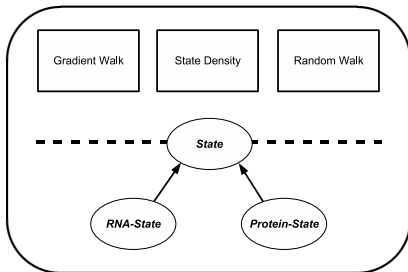 Gradient Walk
State Density
Random Walk
State
RNA-State
Protein-State